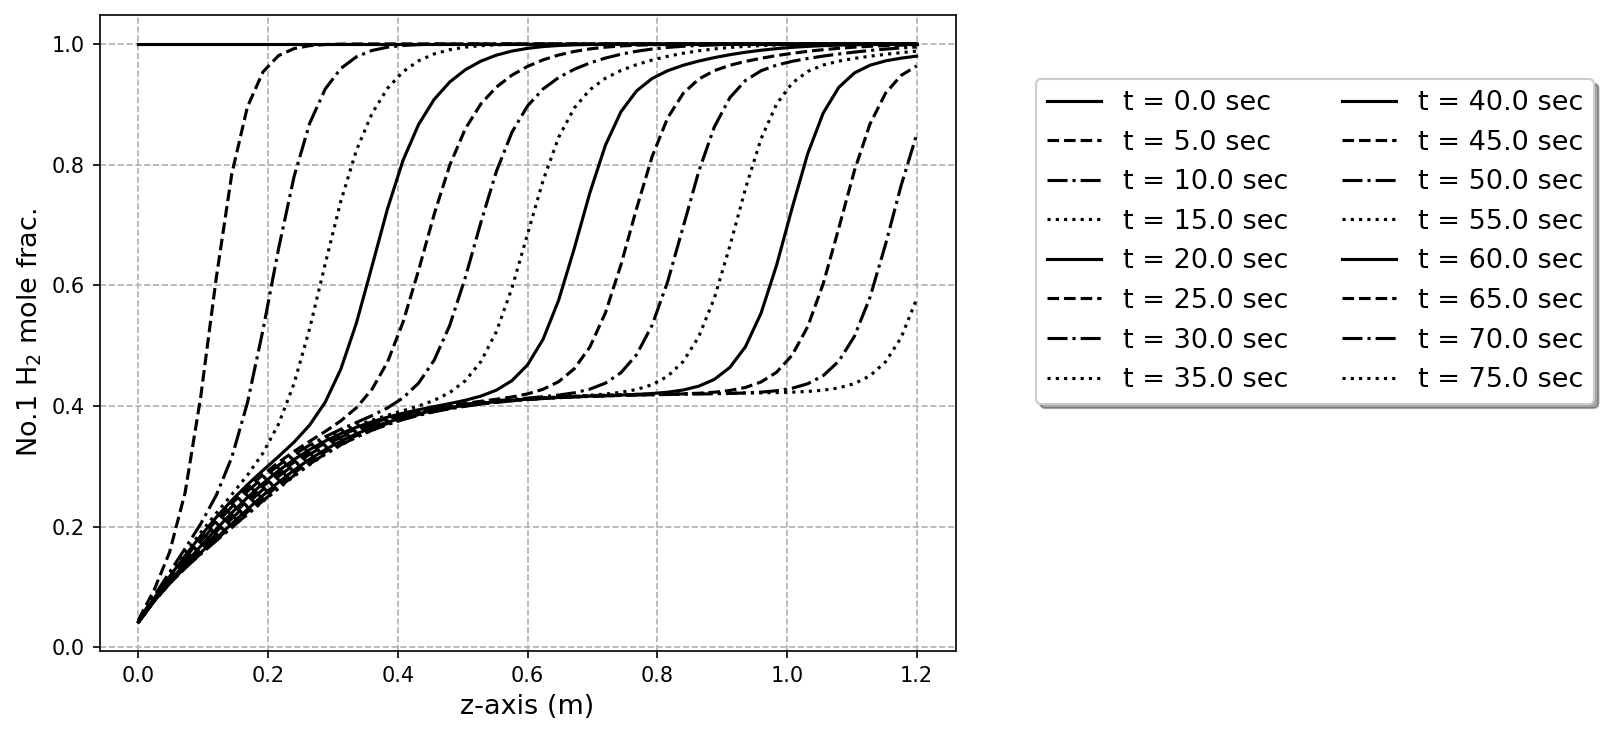 No.1 H₂ mole frac.
1.0
0.8
0.6
0.4
0.2
0.0
0.0 0.2 0.4 0.6 0.8 1.0 1.2
z-axis (m)
t = 0.0 sec
t = 5.0 sec
t = 10.0 sec
t = 15.0 sec
t = 20.0 sec
t = 25.0 sec
t = 30.0 sec
t = 35.0 sec
t = 40.0 sec
t = 45.0 sec
t = 50.0 sec
t = 55.0 sec
t = 60.0 sec
t = 65.0 sec
t = 70.0 sec
t = 75.0 sec